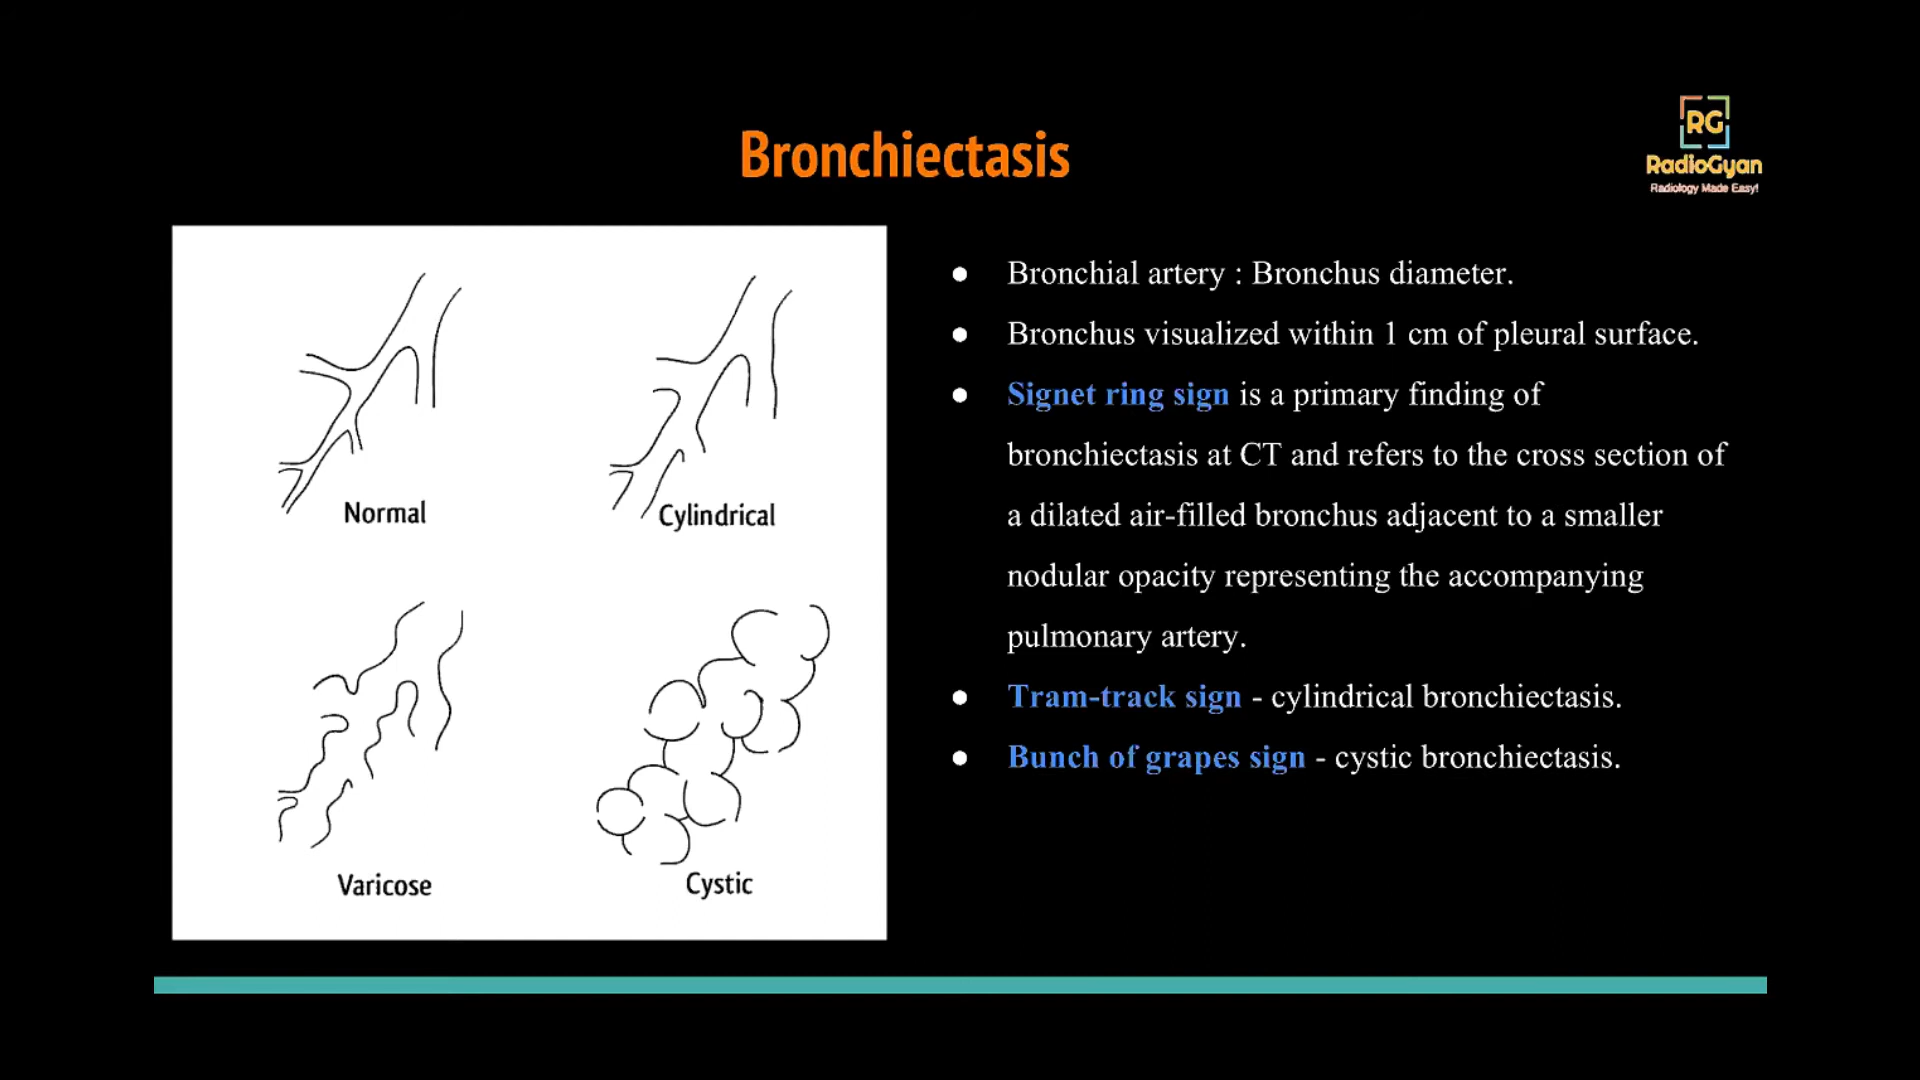 Bronchiectasis
RG
RadioGyan
Radiology Made Easy!
Normal
Cylindrical
Varicose
Cystic
● Bronchial artery : Bronchus diameter.
● Bronchus visualized within 1 cm of pleural surface.
● Signet ring sign is a primary finding of
bronchiectasis at CT and refers to the cross section of
a dilated air-filled bronchus adjacent to a smaller
nodular opacity representing the accompanying
pulmonary artery.
● Tram-track sign - cylindrical bronchiectasis.
● Bunch of grapes sign - cystic bronchiectasis.